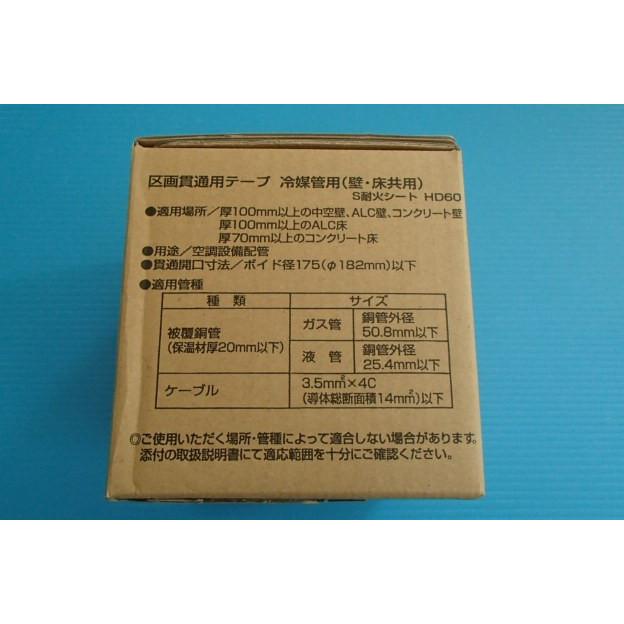 区画貫通用テープ 冷媒管用(壁・床共用)
S耐火シート HD60
●適用場所/厚100mm以上の中空壁、ALC壁、コンクリート壁
厚100mm以上のALC床
厚70mm以上のコンクリート床
●用途/空調設備配管
●貫通開口寸法/ボイド径175(φ182mm)以下
●適用管種
種類 サイズ
被覆銅管 ガス管 銅管外径
50.8mm以下
(保温材厚20mm以下) 液管 銅管外径
25.4mm以下
ケーブル 3.5mm²×4C
(導体総断面積14mm²)以下
◎ご使用いただく場所・管種によって適合しない場合があります。
添付の取扱説明書にて適応範囲を十分にご確認ください。